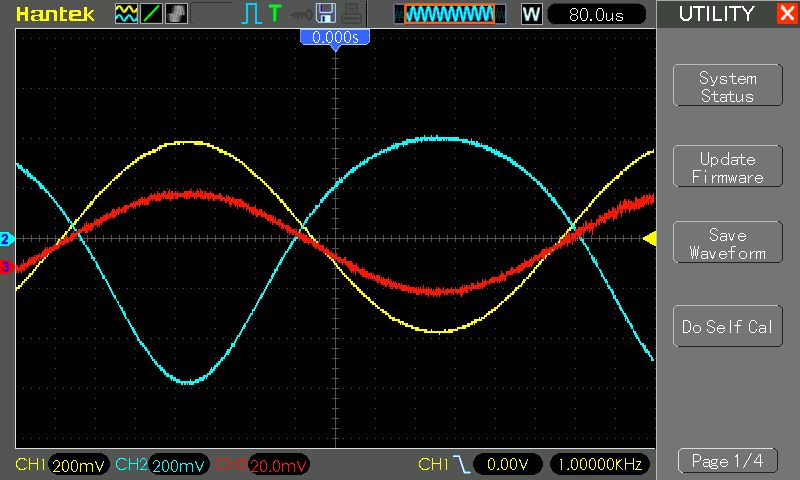 Hantek T W 80.0us UTILITY
0.000s
System
Status
Update
Firmware
2
Save
Waveform
3
Do Self Cal
CH1 200mV CH2 200mV CH3 20.0mV CH1 0.00V 1.00000KHz
Page 1/4